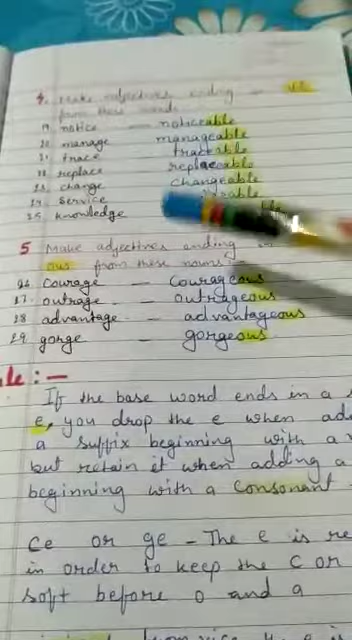 4. Make adjectives ending
from these words
19. notice — noticeable
20. manage manageable
21. trace traceable
22. replace replaceable
23. change changeable
24. Service
25. knowledge
5 Make adjectives ending in
ous from these nouns:-
26 Courage — Courageous
27. outrage — outrageous
28 advantage — advantageous
29 gorge — gorgeous
:-
If the base word ends in a
e, you drop the e when
a suffix beginning with a
but retain it when adding a
beginning with a consonant
Ce or ge - The e is
in order to keep the C or
soft before o and a